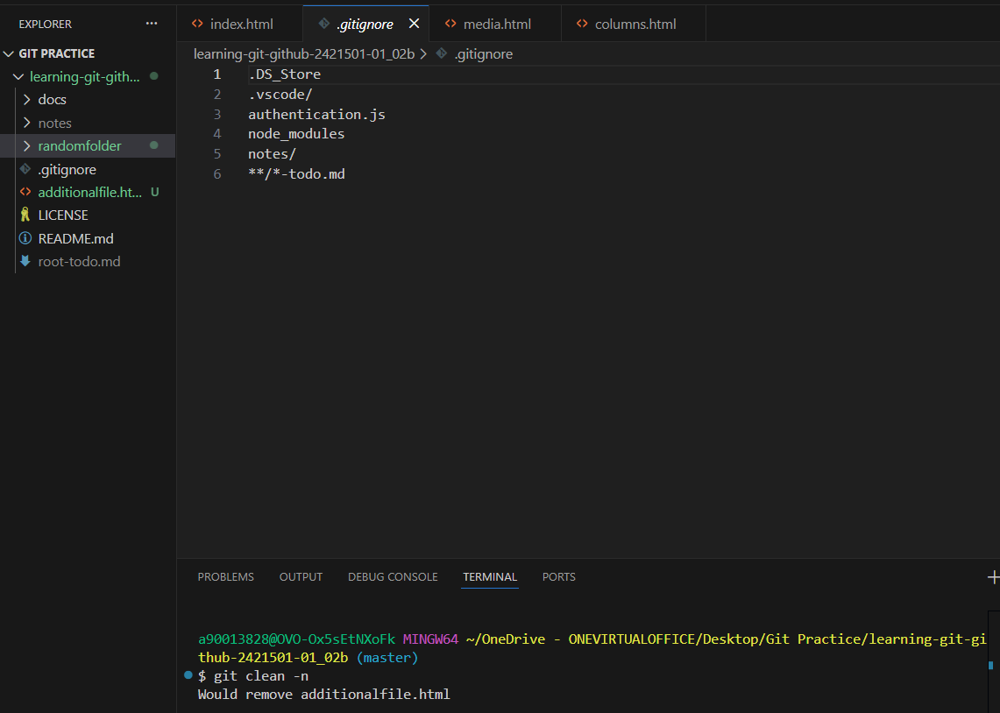 EXPLORER
...
index.html
.gitignore
media.html
columns.html
GIT PRACTICE
learning-git-gith...
docs
notes
randomfolder
.gitignore
additionalfile.ht... U
LICENSE
README.md
root-todo.md
learning-git-github-2421501-01_02b > .gitignore
1 .DS_Store
2 .vscode/
3 authentication.js
4 node_modules
5 notes/
6 **/*-todo.md
PROBLEMS OUTPUT DEBUG CONSOLE TERMINAL PORTS
a90013828@OVO-Ox5sEtNXoFk MINGW64 ~/OneDrive - ONEVIRTUALOFFICE/Desktop/Git Practice/learning-git-gi
thub-2421501-01_02b (master)
$ git clean -n
Would remove additionalfile.html